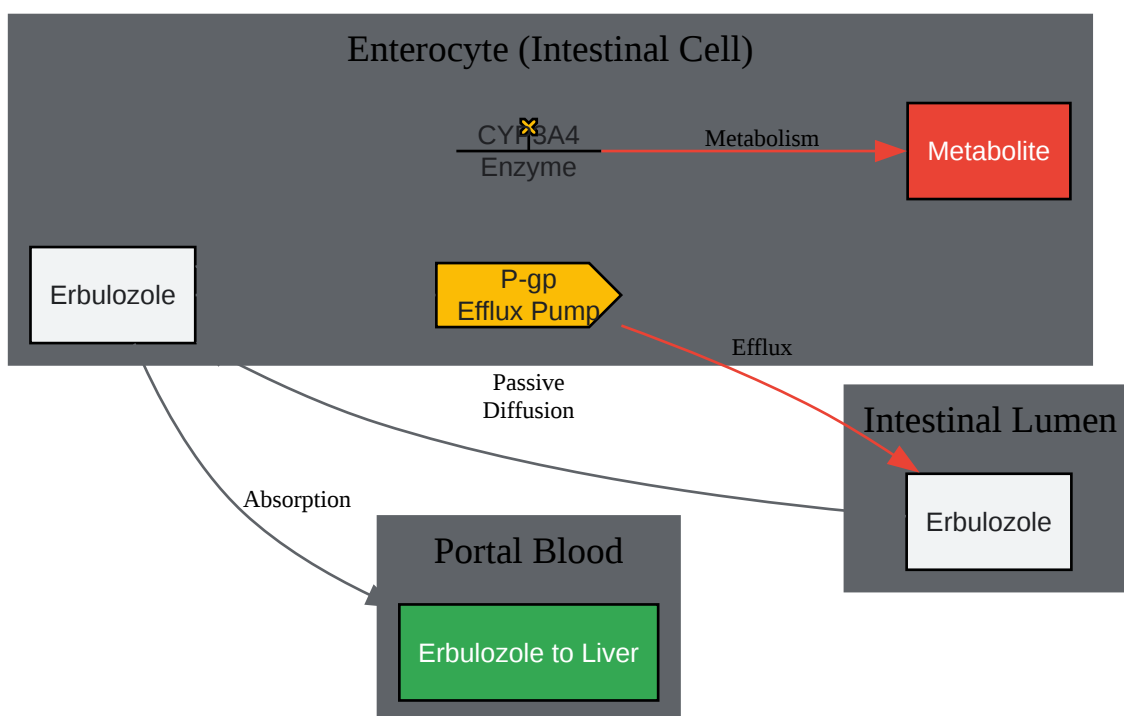 Enterocyte (Intestinal Cell)
CYP3A4
Enzyme
Metabolism
Metabolite
Erbulozole
P-gp
Efflux Pump
Efflux
Passive
Diffusion
Intestinal Lumen
Erbulozole
Absorption
Portal Blood
Erbulozole to Liver